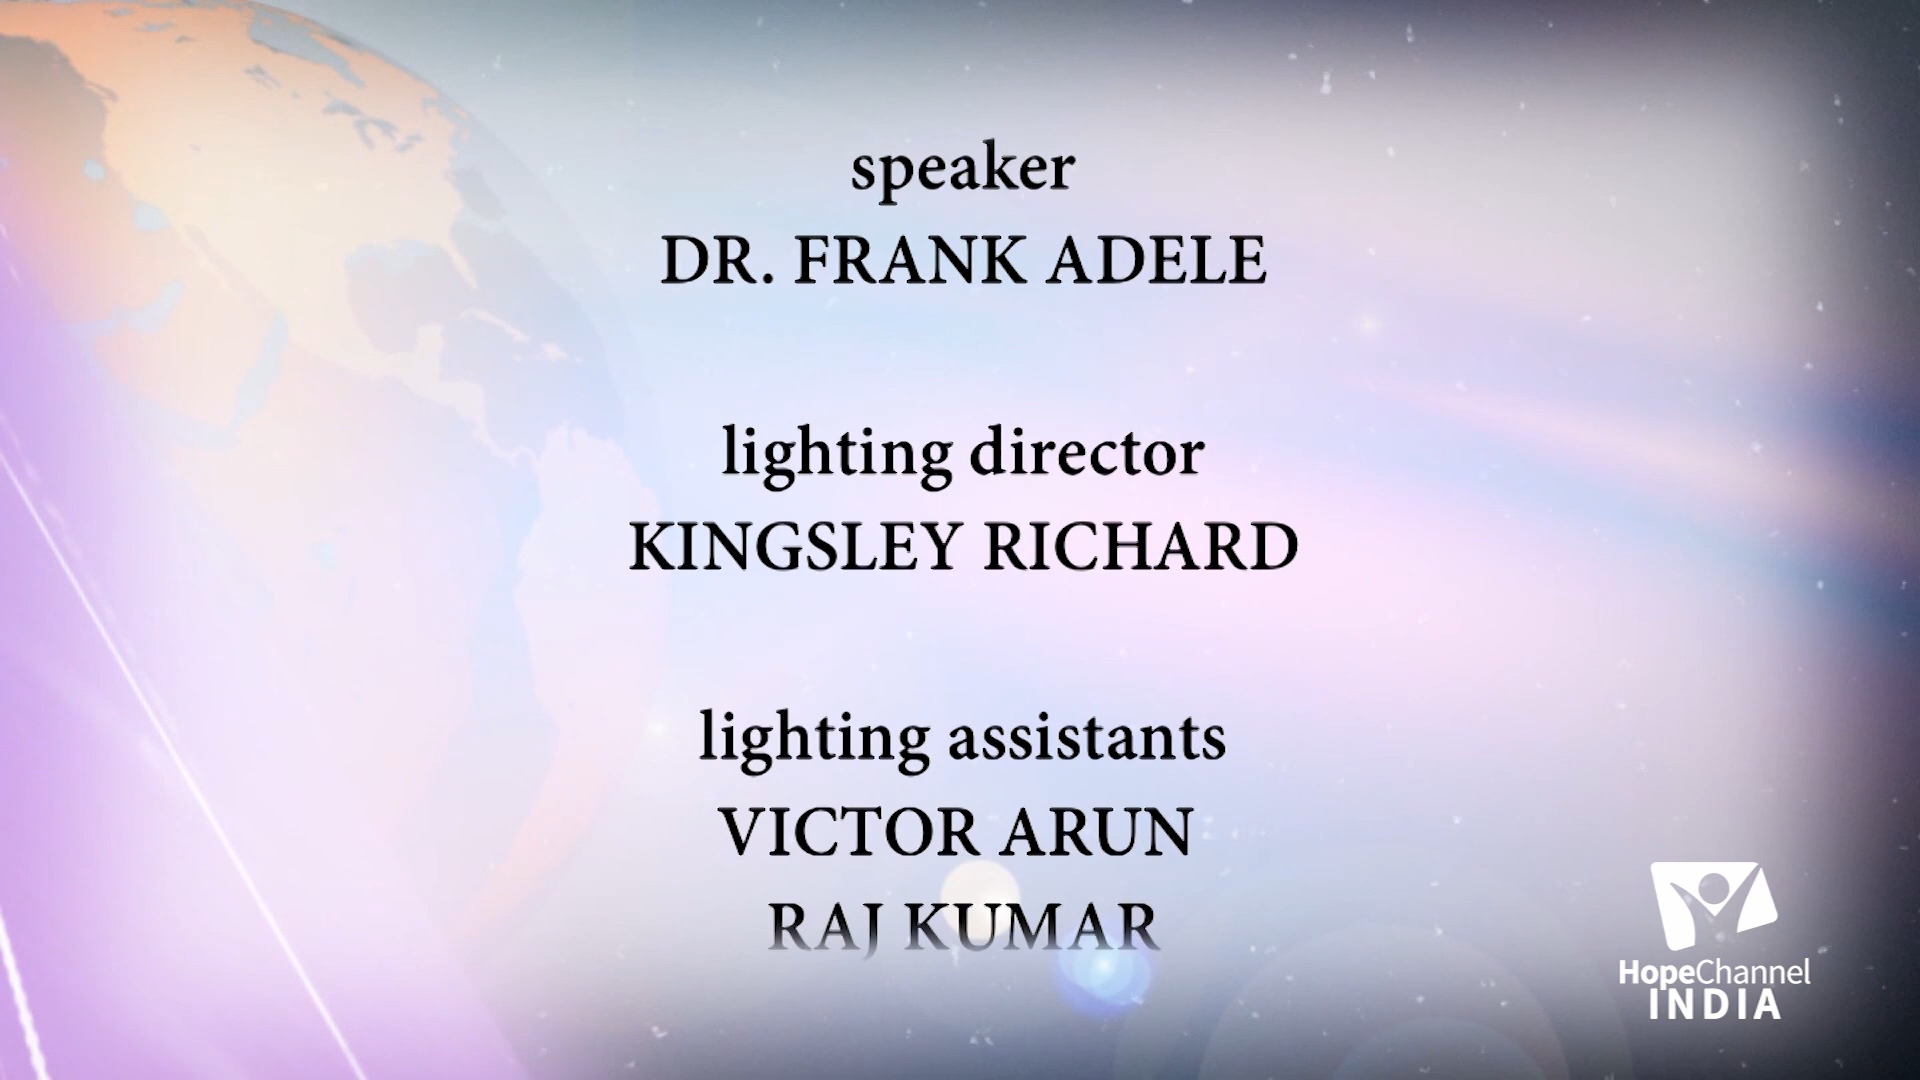 speaker
DR. FRANK ADELE
lighting director
KINGSLEY RICHARD
lighting assistants
VICTOR ARUN
RAJ KUMAR
HopeChannel
INDIA